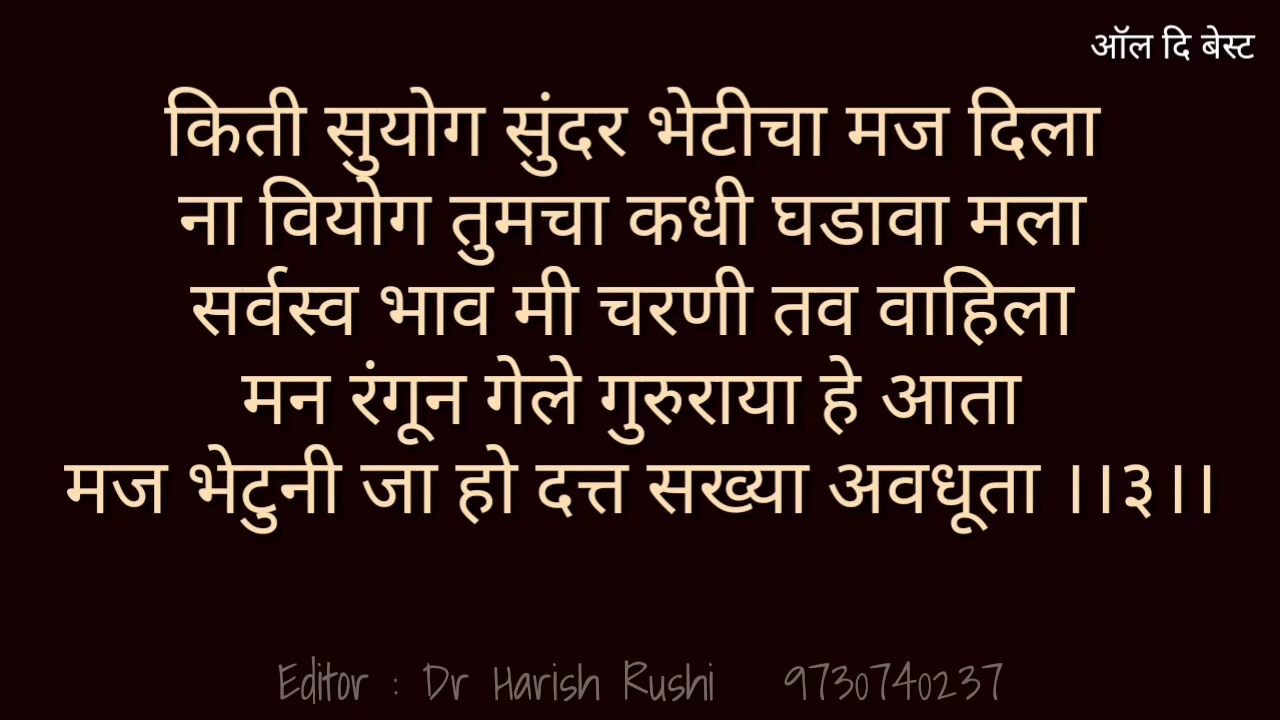 ऑल दि बेस्ट
किती सुयोग सुंदर भेटीचा मज दिला
ना वियोग तुमचा कधी घडावा मला
सर्वस्व भाव मी चरणी तव वाहिला
मन रंगून गेले गुरुराया हे आता
मज भेटुनी जा हो दत्त सख्या अवधूता ।।३।।
Editor : Dr Harish Rushi 9730740237